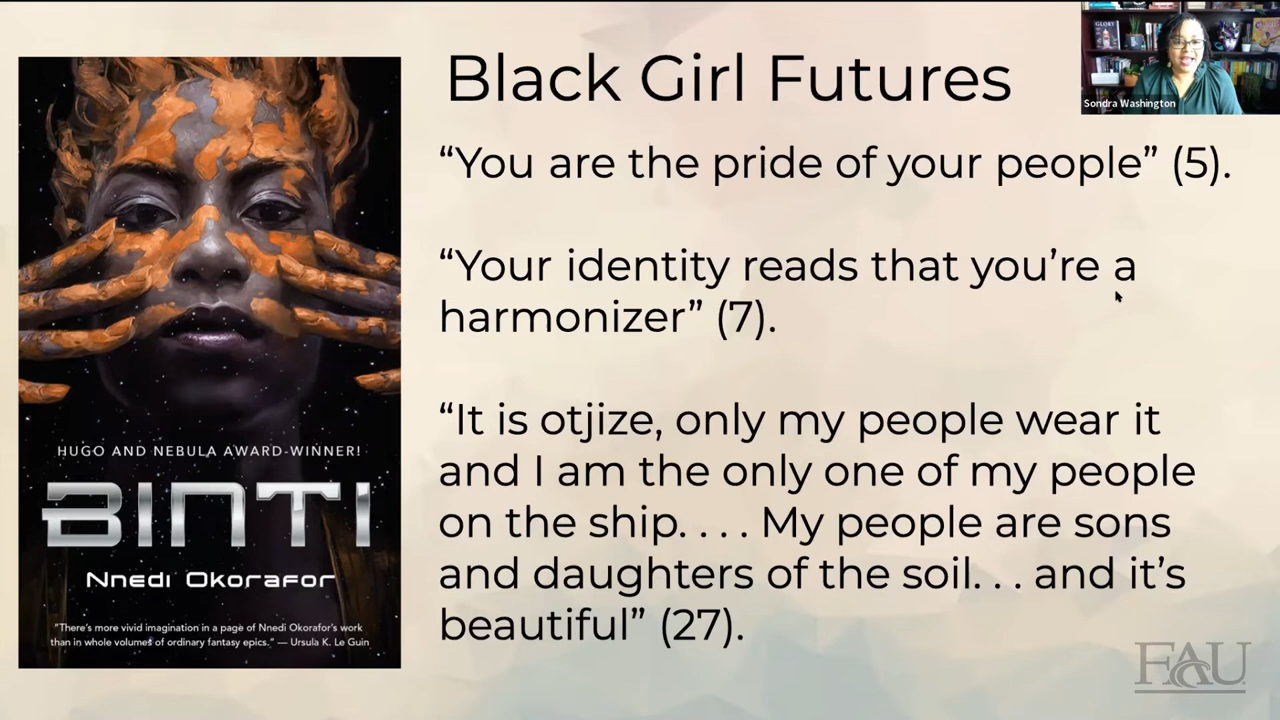 Black Girl Futures
Sondra Washington
“You are the pride of your people” (5).
“Your identity reads that you’re a
harmonizer” (7).
“It is otjize, only my people wear it
and I am the only one of my people
on the ship. . . . My people are sons
and daughters of the soil. . . and it’s
beautiful” (27).
HUGO AND NEBULA AWARD-WINNER!
BINTI
Nnedi Okorafor
“There’s more vivid imagination in a page of Nnedi Okorafor’s work
than in whole volumes of ordinary fantasy epics.” — Ursula K. Le Guin
FAU
GLORY